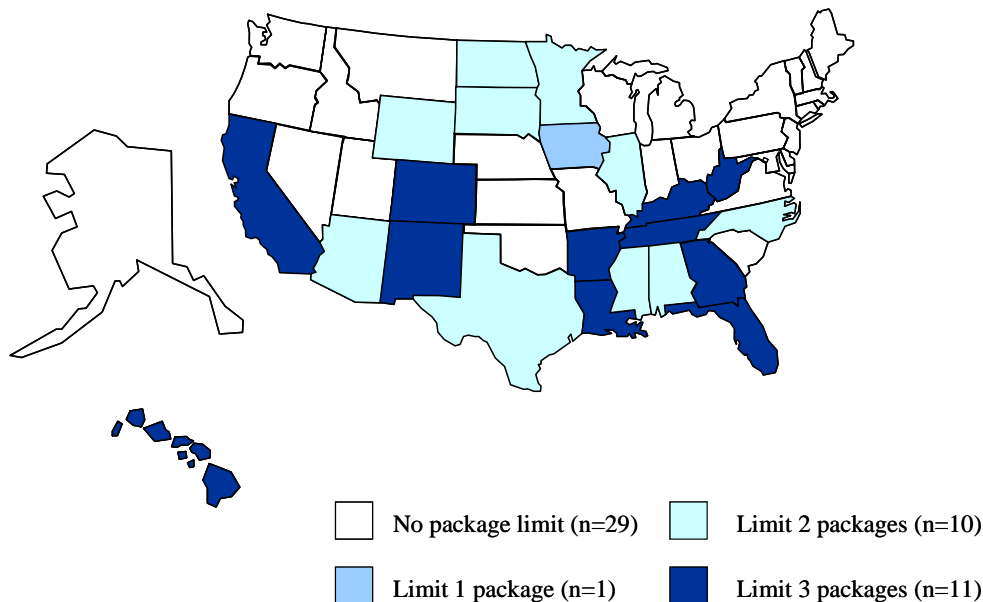 No package limit (n=29)
Limit 2 packages (n=10)
Limit 1 package (n=1)
Limit 3 packages (n=11)